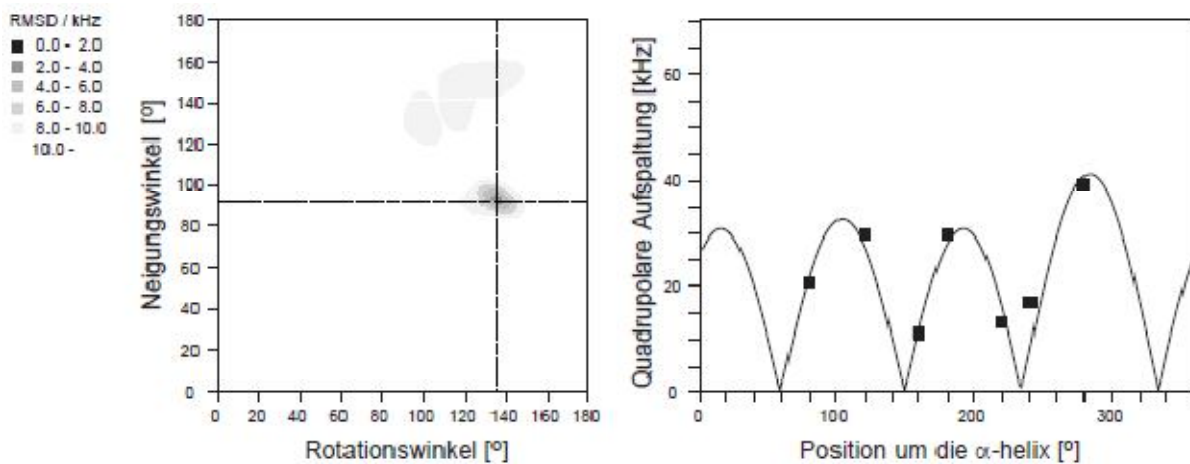 RMSD / kHz
0.0 - 2.0
2.0 - 4.0
4.0 - 6.0
6.0 - 8.0
8.0 - 10.0
10.0 -
Neigungswinkel [º]
180
160
140
120
100
80
60
40
20
0
0 20 40 60 80 100 120 140 160 180
Rotationswinkel [º]
Quadrupolare Aufspaltung [kHz]
60
40
20
0
0 100 200 300
Position um die α-helix [º]